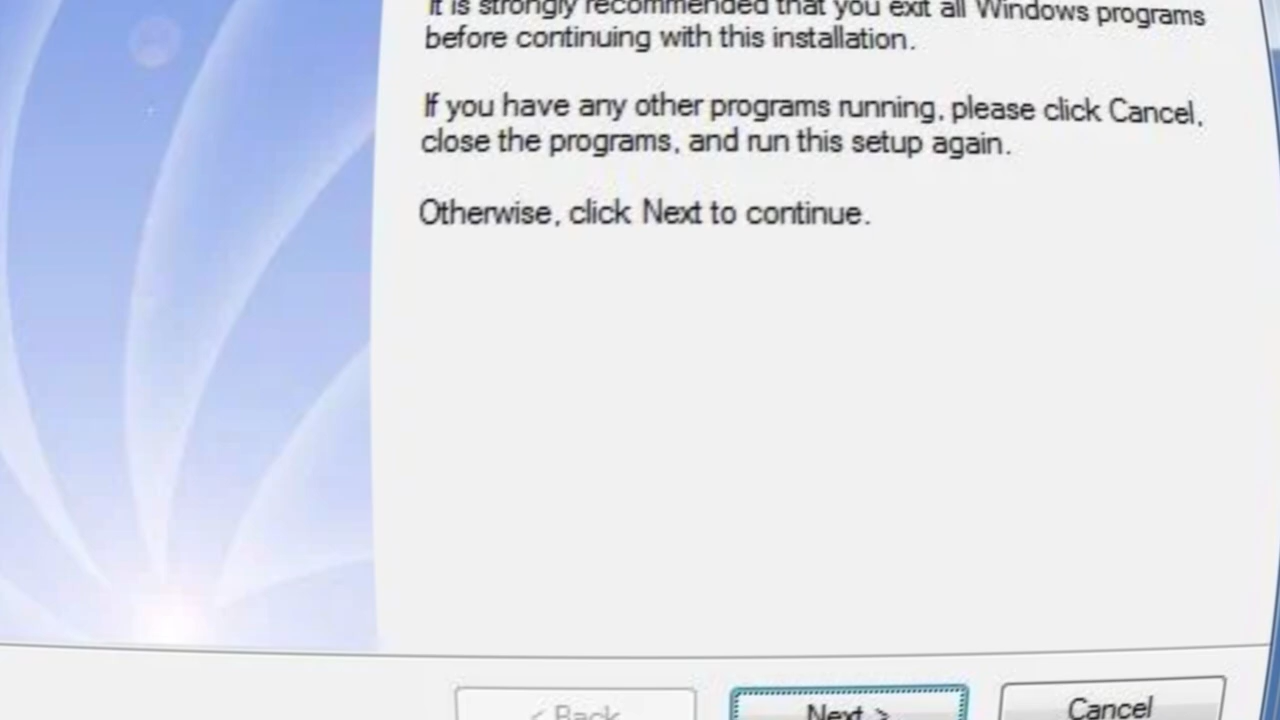 It is strongly recommended that you exit all Windows programs
before continuing with this installation.
If you have any other programs running, please click Cancel,
close the programs, and run this setup again.
Otherwise, click Next to continue.
< Back
Next >
Cancel